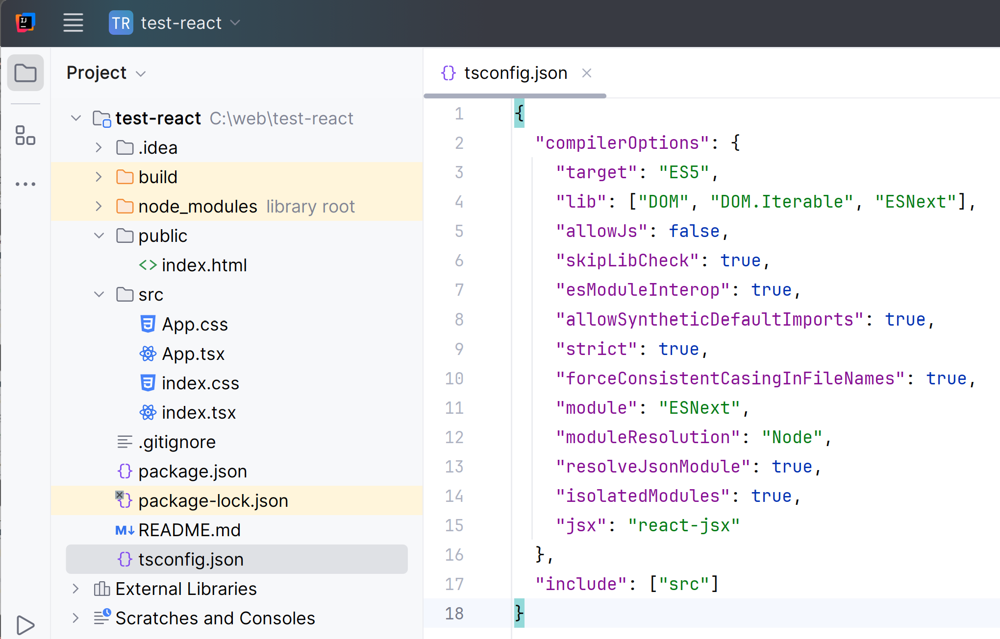 IJ
TR test-react
Project
test-react C:\web\test-react
.idea
build
node_modules library root
public
index.html
src
App.css
App.tsx
index.css
index.tsx
.gitignore
package.json
package-lock.json
M↓ README.md
tsconfig.json
External Libraries
Scratches and Consoles
tsconfig.json
1 {
2 "compilerOptions": {
3 "target": "ES5",
4 "lib": ["DOM", "DOM.Iterable", "ESNext"],
5 "allowJs": false,
6 "skipLibCheck": true,
7 "esModuleInterop": true,
8 "allowSyntheticDefaultImports": true,
9 "strict": true,
10 "forceConsistentCasingInFileNames": true,
11 "module": "ESNext",
12 "moduleResolution": "Node",
13 "resolveJsonModule": true,
14 "isolatedModules": true,
15 "jsx": "react-jsx"
16 },
17 "include": ["src"]
18 }